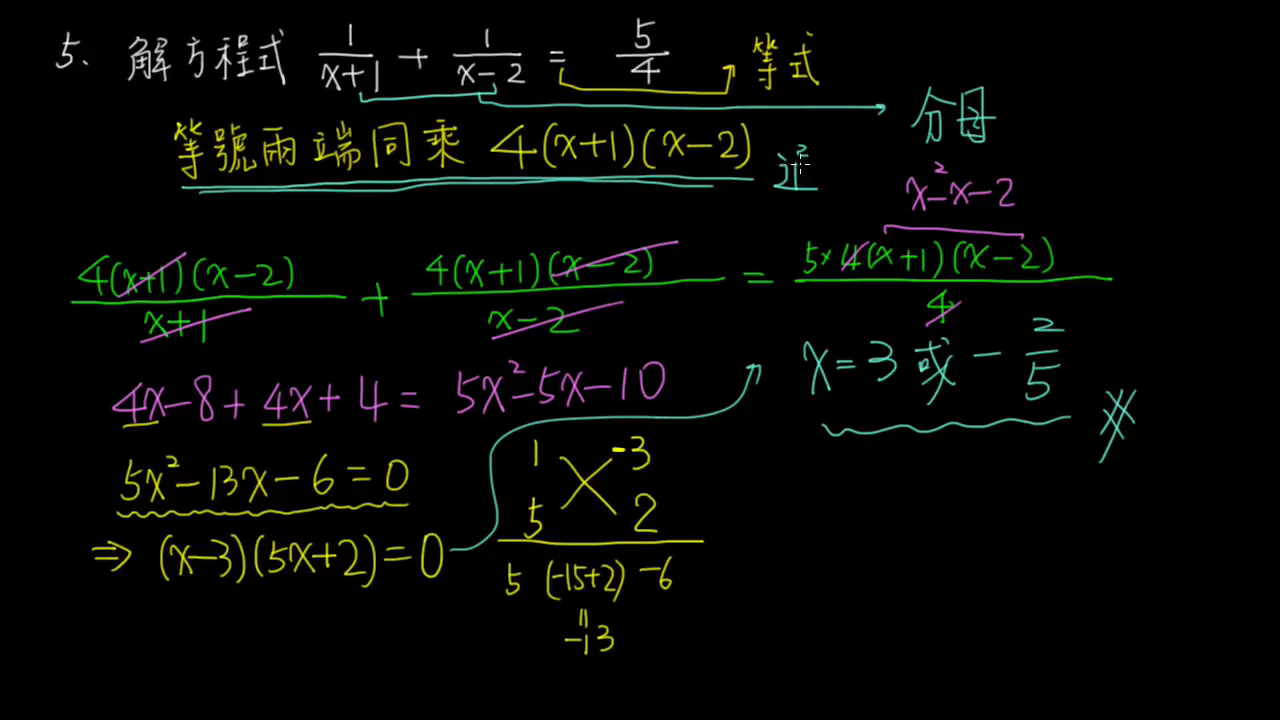 5、解方程式 1/(x+1) + 1/(x-2) = 5/4 等式
分母
等號兩端同乘 4(x+1)(x-2)
x²-x-2
4(x+1)(x-2)/(x+1) + 4(x+1)(x-2)/(x-2) = 5×4(x+1)(x-2)/4
x=3或-2/5
4x-8+4x+4=5x²-5x-10
5x²-13x-6=0
⇒ (x-3)(5x+2)=0
1 -3
5 2
5 (-15+2) -6
=
-13